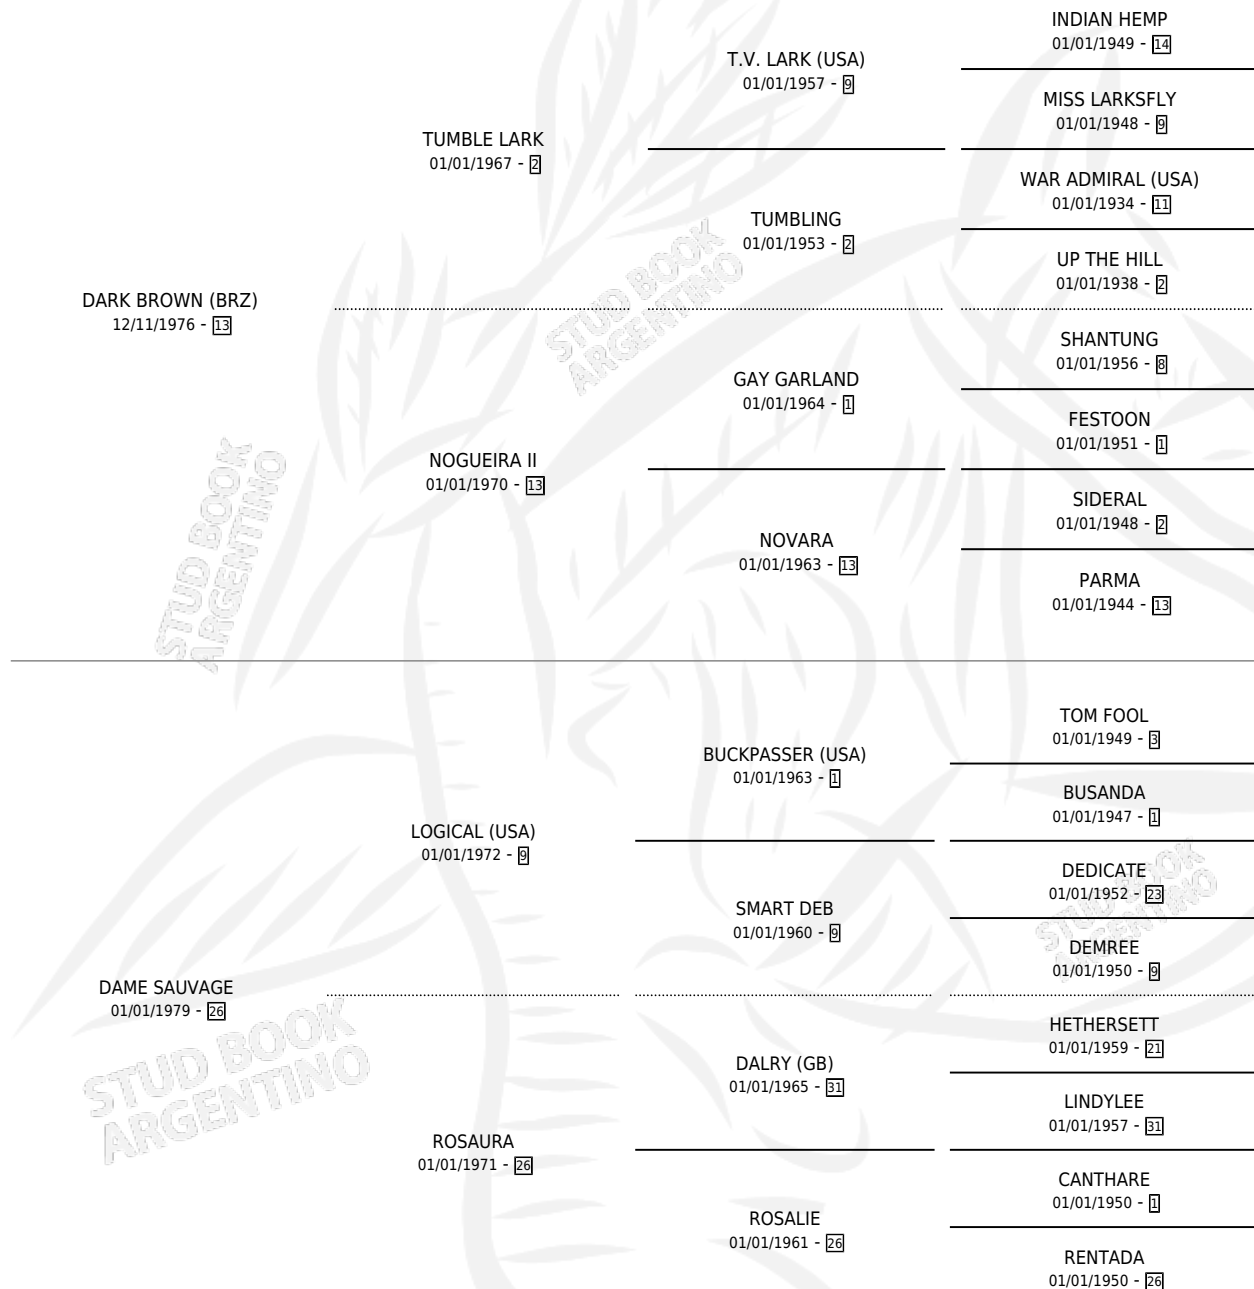 INDIAN HEMP
01/01/1949 - 14
T.V. LARK (USA)
01/01/1957 - 9
MISS LARKSFLY
01/01/1948 - 9
TUMBLE LARK
01/01/1967 - 2
WAR ADMIRAL (USA)
01/01/1934 - 11
TUMBLING
01/01/1953 - 2
UP THE HILL
01/01/1938 - 2
DARK BROWN (BRZ)
12/11/1976 - 13
SHANTUNG
01/01/1956 - 8
GAY GARLAND
01/01/1964 - 1
FESTOON
01/01/1951 - 1
NOGUEIRA II
01/01/1970 - 13
SIDERAL
01/01/1948 - 2
NOVARA
01/01/1963 - 13
PARMA
01/01/1944 - 13
TOM FOOL
01/01/1949 - 3
BUCKPASSER (USA)
01/01/1963 - 1
BUSANDA
01/01/1947 - 1
LOGICAL (USA)
01/01/1972 - 9
DEDICATE
01/01/1952 - 23
SMART DEB
01/01/1960 - 9
DEMREE
01/01/1950 - 9
DAME SAUVAGE
01/01/1979 - 26
HETHERSETT
01/01/1959 - 21
DALRY (GB)
01/01/1965 - 31
LINDYLEE
01/01/1957 - 31
ROSAURA
01/01/1971 - 26
CANTHARE
01/01/1950 - 1
ROSALIE
01/01/1961 - 26
RENTADA
01/01/1950 - 26
STUD BOOK
ARGENTINO
STUD BOOK
ARGENTINO
STUD BOOK
ARGENTINO
STUD BOOK
ARGENTINO